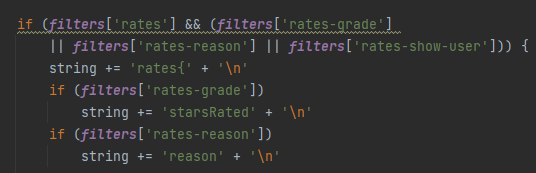 if (filters['rates'] && (filters['rates-grade']
|| filters['rates-reason'] || filters['rates-show-user'])) {
string += 'rates{' + '\n'
if (filters['rates-grade'])
string += 'starsRated' + '\n'
if (filters['rates-reason'])
string += 'reason' + '\n'